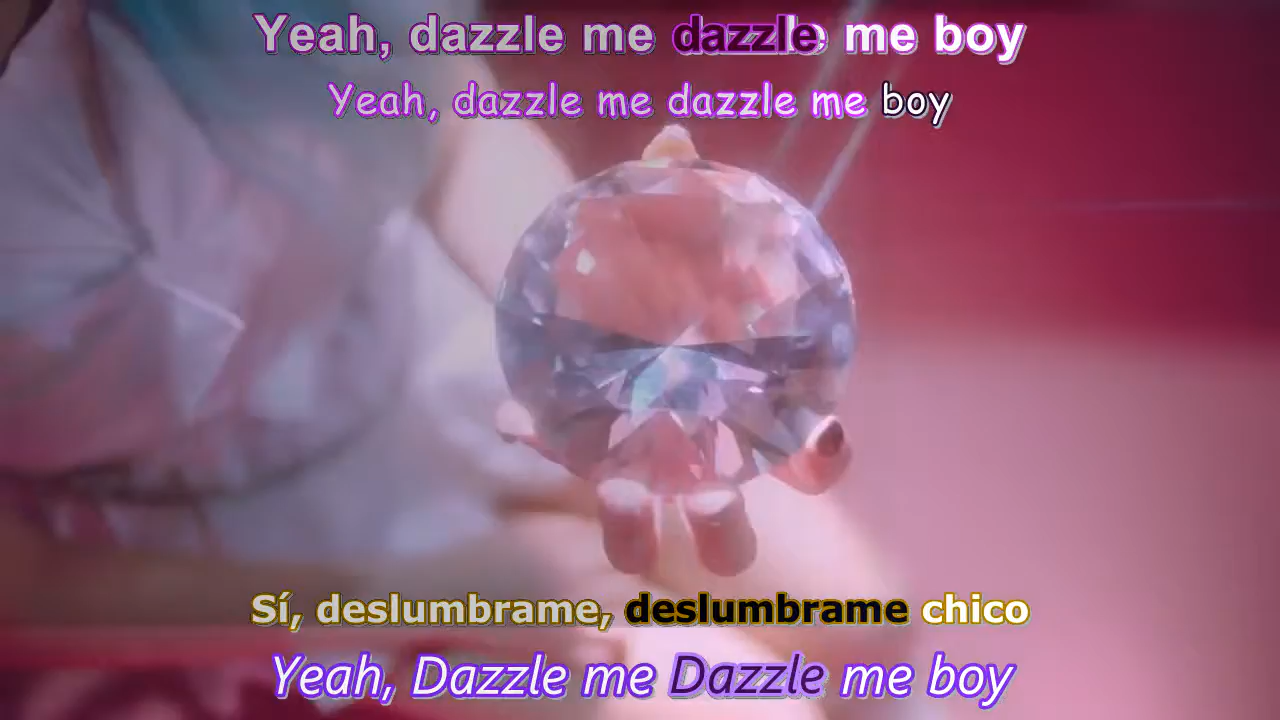 Yeah, dazzle me dazzle me boy
Yeah, dazzle me dazzle me boy
Sí, deslumbrame, deslumbrame chico
Yeah, Dazzle me Dazzle me boy